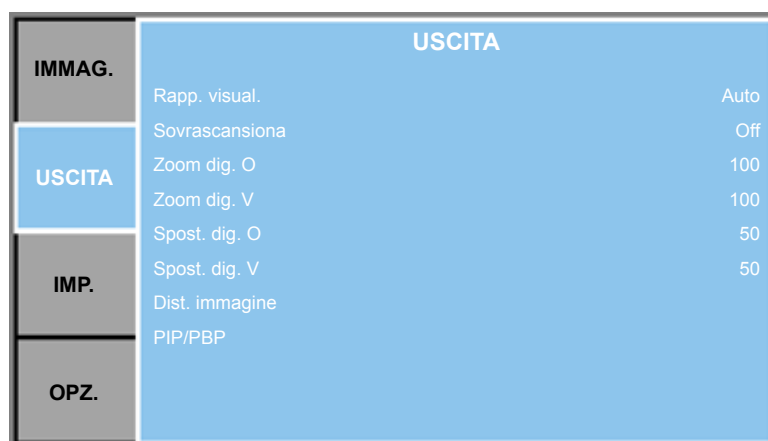 IMMAG.
USCITA
IMP.
OPZ.
USCITA
Rapp. visual. Auto
Sovrascansiona Off
Zoom dig. O 100
Zoom dig. V 100
Spost. dig. O 50
Spost. dig. V 50
Dist. immagine
PIP/PBP